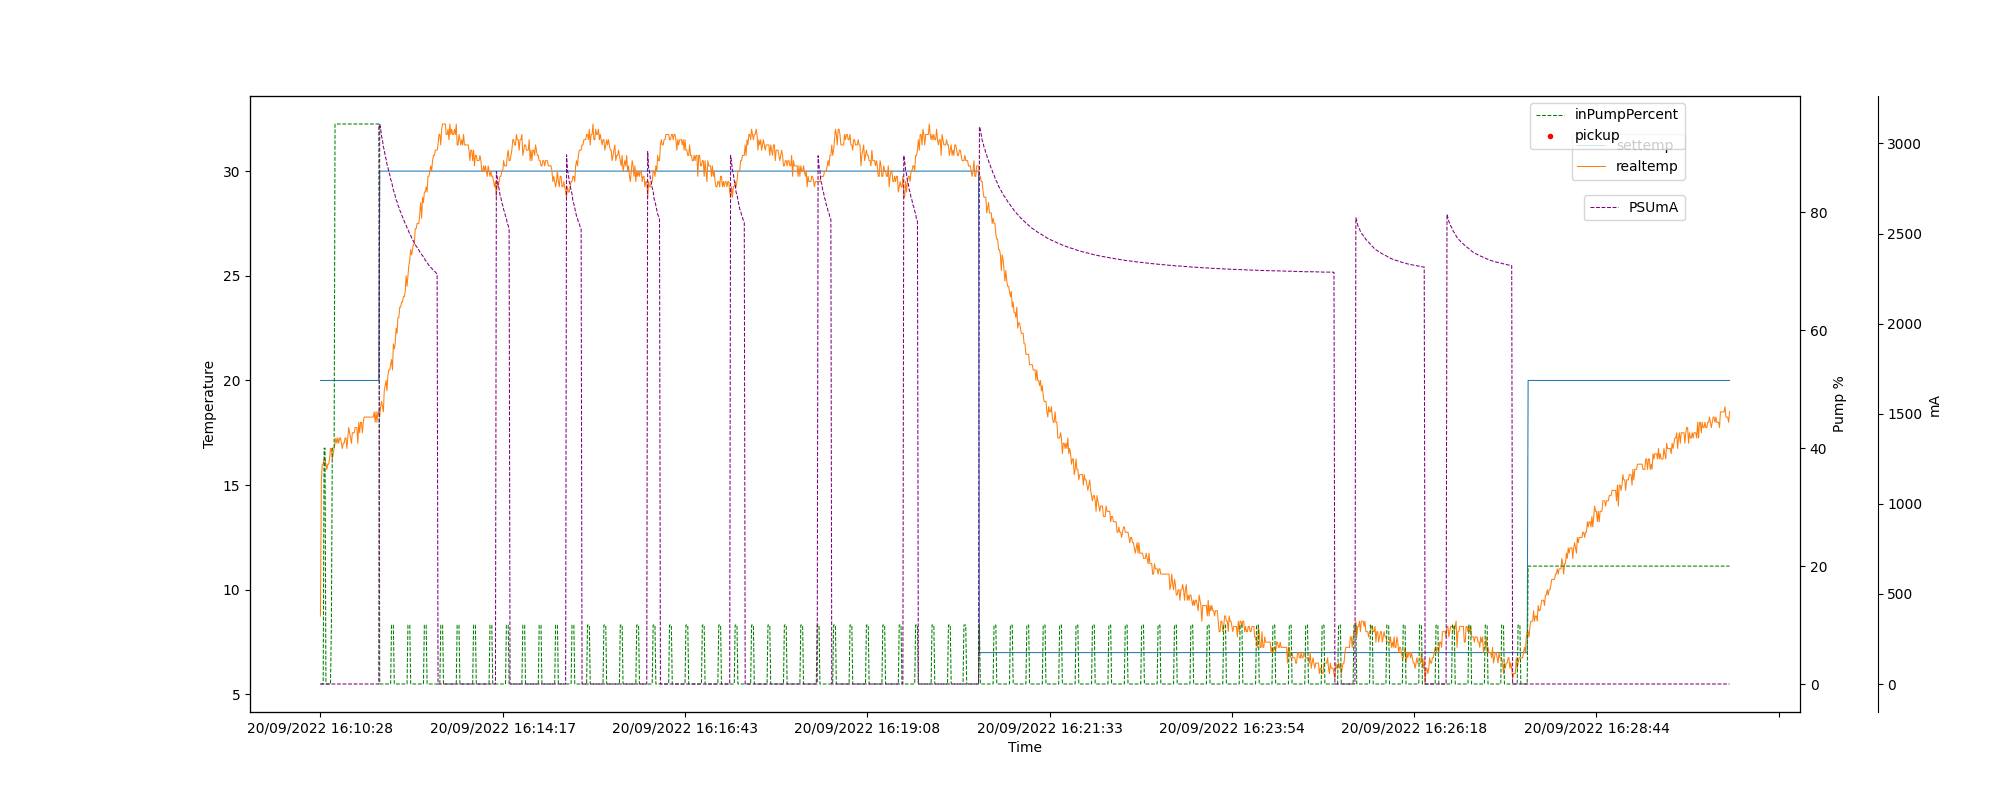 inPumpPercent
pickup
settemp
realtemp
PSUmA
30
25
20
15
10
5
Temperature
80
60
40
20
0
Pump %
3000
2500
2000
1500
1000
500
0
mA
20/09/2022 16:10:28
20/09/2022 16:14:17
20/09/2022 16:16:43
20/09/2022 16:19:08
20/09/2022 16:21:33
20/09/2022 16:23:54
20/09/2022 16:26:18
20/09/2022 16:28:44
Time